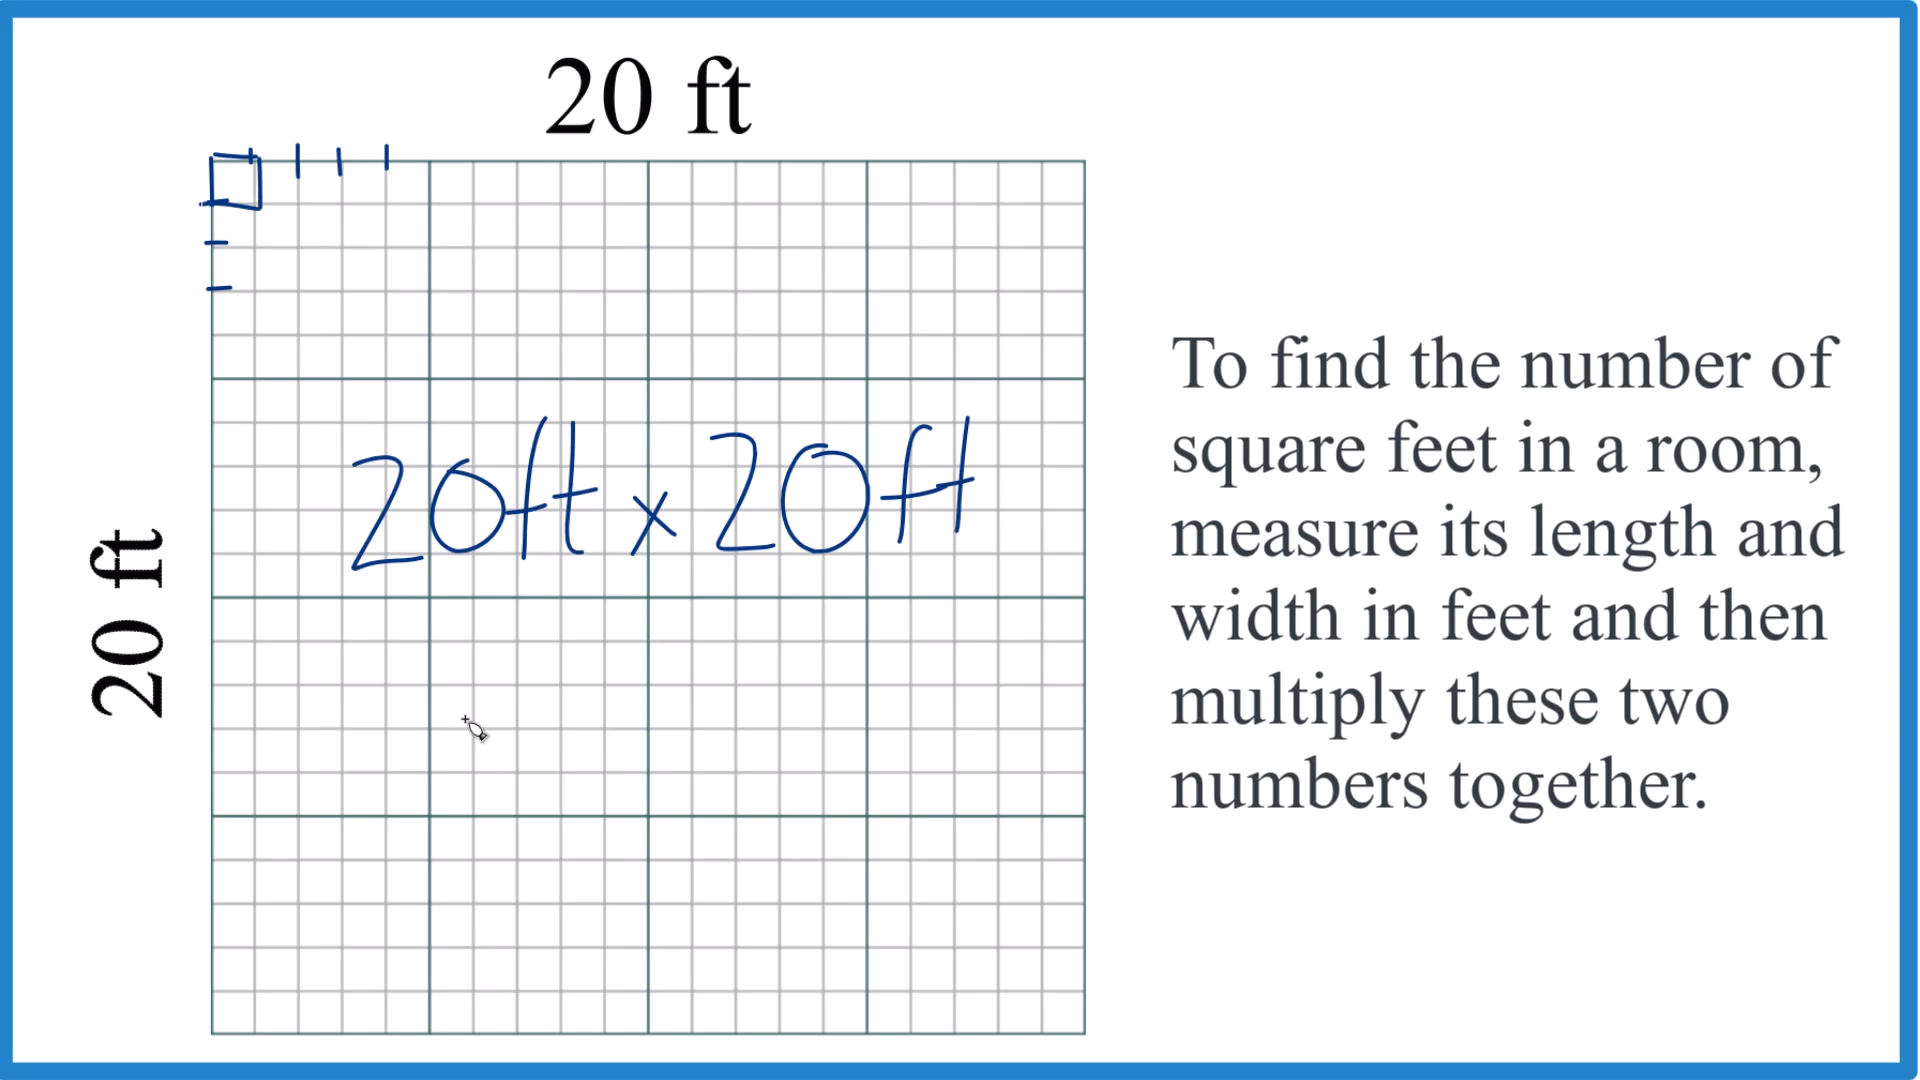 20 ft
20 ft
20ft x 20ft
To find the number of
square feet in a room,
measure its length and
width in feet and then
multiply these two
numbers together.